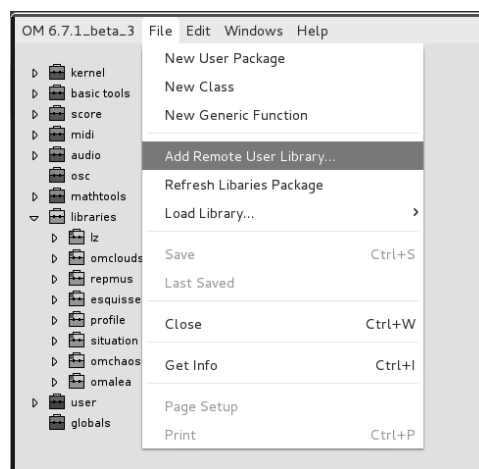 OM 6.7.1_beta_3 File Edit Windows Help
kernel
basic tools
score
midi
audio
osc
mathtools
libraries
lz
omclouds
repmus
esquisse
profile
situation
omchaos
omalea
user
globals
New User Package
New Class
New Generic Function
Add Remote User Library...
Refresh Libaries Package
Load Library... >
Save Ctrl+S
Last Saved
Close Ctrl+W
Get Info Ctrl+I
Page Setup
Print Ctrl+P